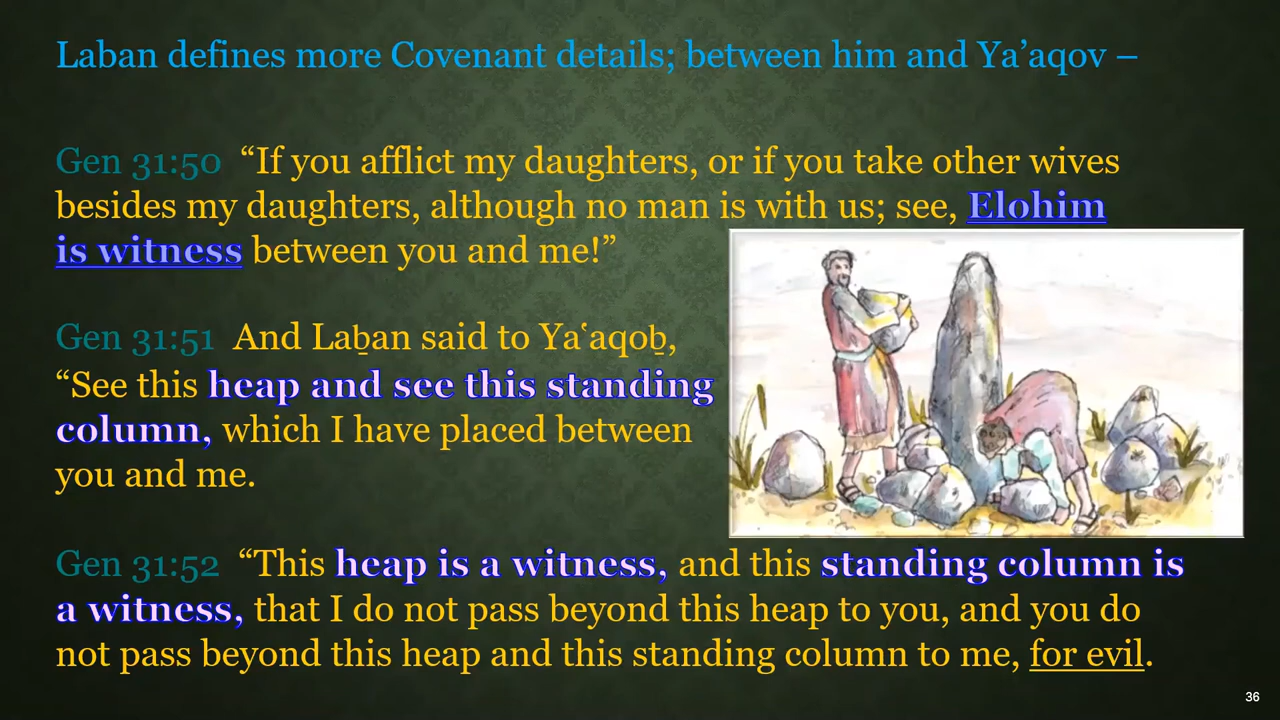 Laban defines more Covenant details; between him and Ya’aqov –
Gen 31:50 “If you afflict my daughters, or if you take other wives
besides my daughters, although no man is with us; see, Elohim
is witness between you and me!”
Gen 31:51 And Laḇan said to Yaʽaqoḇ,
“See this heap and see this standing
column, which I have placed between
you and me.
Gen 31:52 “This heap is a witness, and this standing column is
a witness, that I do not pass beyond this heap to you, and you do
not pass beyond this heap and this standing column to me, for evil.
36